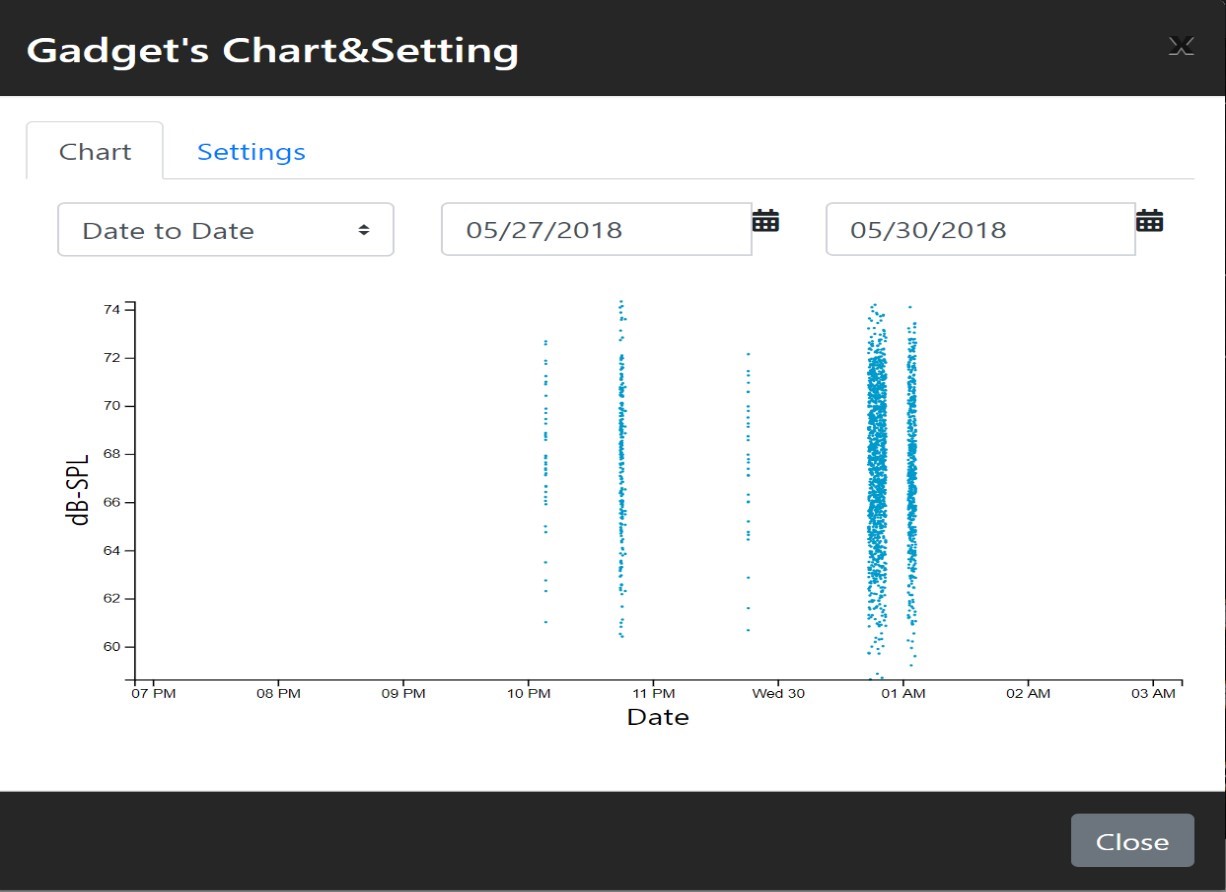 Gadget's Chart&Setting X
Chart Settings
Date to Date 05/27/2018 05/30/2018
74
72
70
68
66
64
62
60
dB-SPL
07 PM 08 PM 09 PM 10 PM 11 PM Wed 30 01 AM 02 AM 03 AM
Date
Close